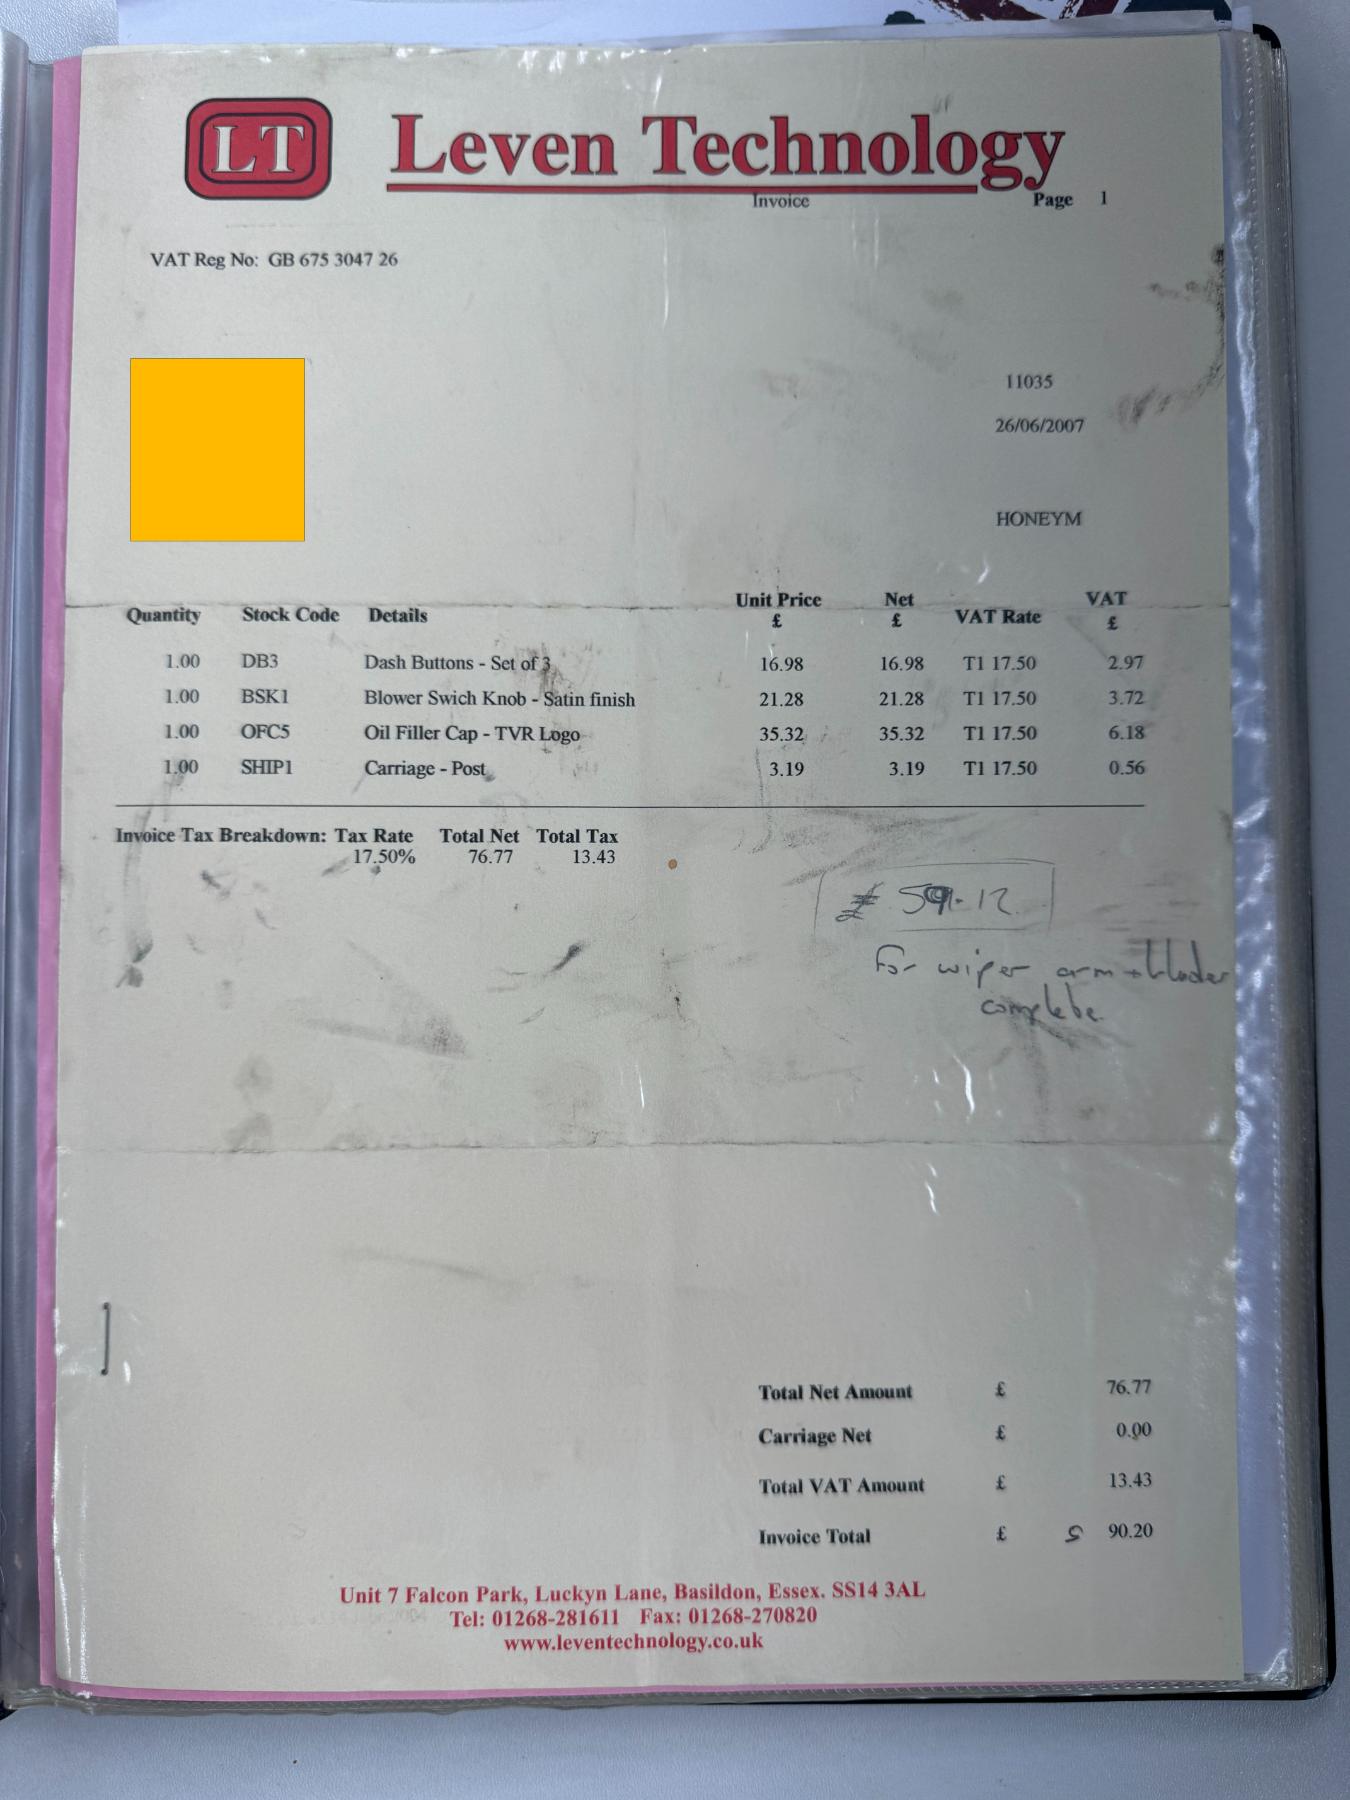 LT Leven Technology
Invoice Page 1
VAT Reg No: GB 675 3047 26
11035
26/06/2007
HONEYM
Quantity Stock Code Details Unit Price £ Net £ VAT Rate VAT £
1.00 DB3 Dash Buttons - Set of 3 16.98 16.98 T1 17.50 2.97
1.00 BSK1 Blower Swich Knob - Satin finish 21.28 21.28 T1 17.50 3.72
1.00 OFC5 Oil Filler Cap - TVR Logo 35.32 35.32 T1 17.50 6.18
1.00 SHIP1 Carriage - Post 3.19 3.19 T1 17.50 0.56
Invoice Tax Breakdown: Tax Rate Total Net Total Tax
17.50% 76.77 13.43
£ 59.12
For wiper arm +
complete
Total Net Amount £ 76.77
Carriage Net £ 0.00
Total VAT Amount £ 13.43
Invoice Total £ 90.20
Unit 7 Falcon Park, Luckyn Lane, Basildon, Essex. SS14 3AL
Tel: 01268-281611 Fax: 01268-270820
www.leventechnology.co.uk